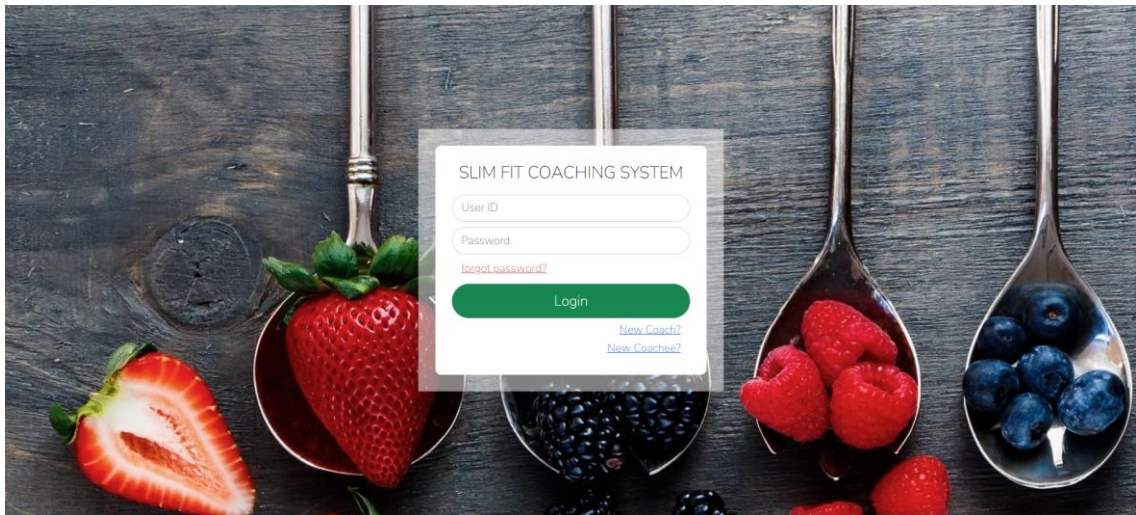 SLIM FIT COACHING SYSTEM
User ID
Password
forgot password?
Login
New Coach?
New Coachee?